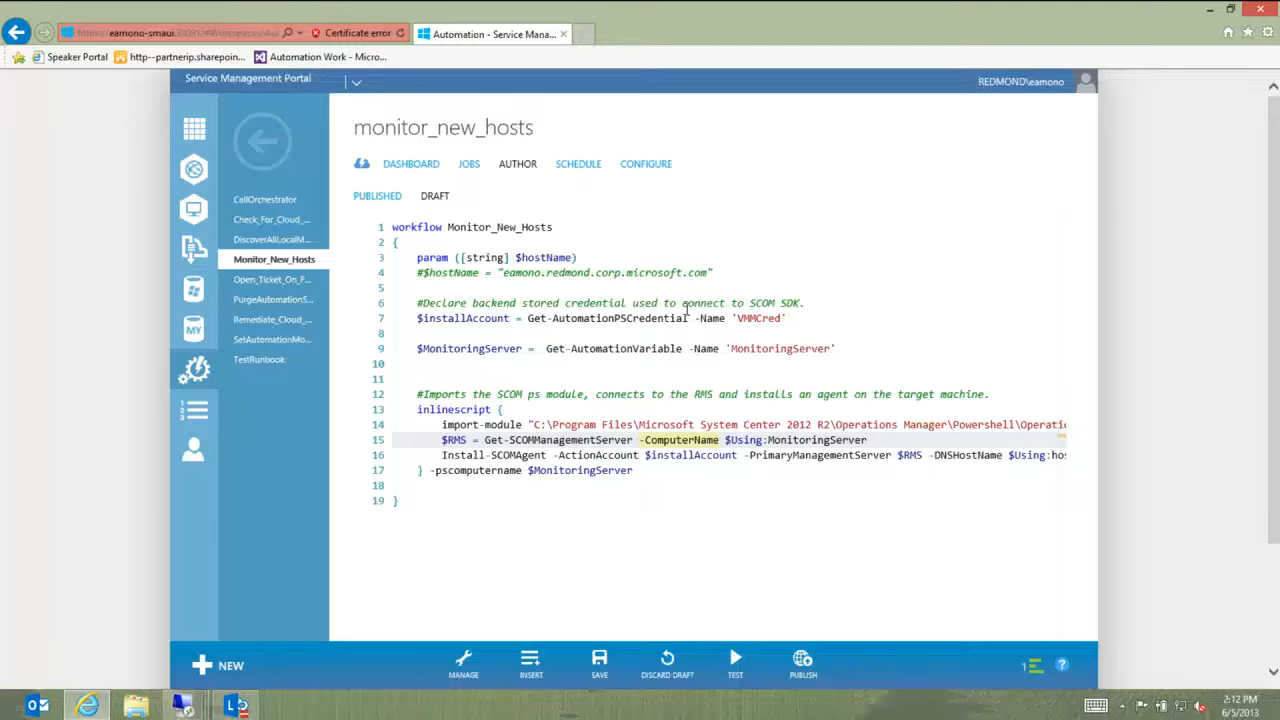 Certificate error
Automation - Service Mana...
Speaker Portal
http--partnerip.sharepoin...
Automation Work - Micro...
Service Management Portal
REDMOND\eamono
monitor_new_hosts
DASHBOARD
JOBS
AUTHOR
SCHEDULE
CONFIGURE
PUBLISHED
DRAFT
CallOrchestrator
Check_For_Cloud_...
DiscoverAllLocalM...
Monitor_New_Hosts
Open_Ticket_On_F...
PurgeAutomationS...
Remediate_Cloud_...
SetAutomationMo...
TestRunbook
MY
1 workflow Monitor_New_Hosts
2 {
3 param ([string] $hostName)
4 #$hostName = "eamono.redmond.corp.microsoft.com"
5
6 #Declare backend stored credential used to connect to SCOM SDK.
7 $installAccount = Get-AutomationPSCredential -Name 'VMMCred'
8
9 $MonitoringServer = Get-AutomationVariable -Name 'MonitoringServer'
10
11
12 #Imports the SCOM ps module, connects to the RMS and installs an agent on the target machine.
13 inlinescript {
14 import-module "C:\Program Files\Microsoft System Center 2012 R2\Operations Manager\Powershell\Operatio
15 $RMS = Get-SCOMManagementServer -ComputerName $Using:MonitoringServer
16 Install-SCOMAgent -ActionAccount $installAccount -PrimaryManagementServer $RMS -DNSHostName $Using:hos
17 } -pscomputername $MonitoringServer
18
19 }
NEW
MANAGE
INSERT
SAVE
DISCARD DRAFT
TEST
PUBLISH
1
?
2:12 PM
6/5/2013